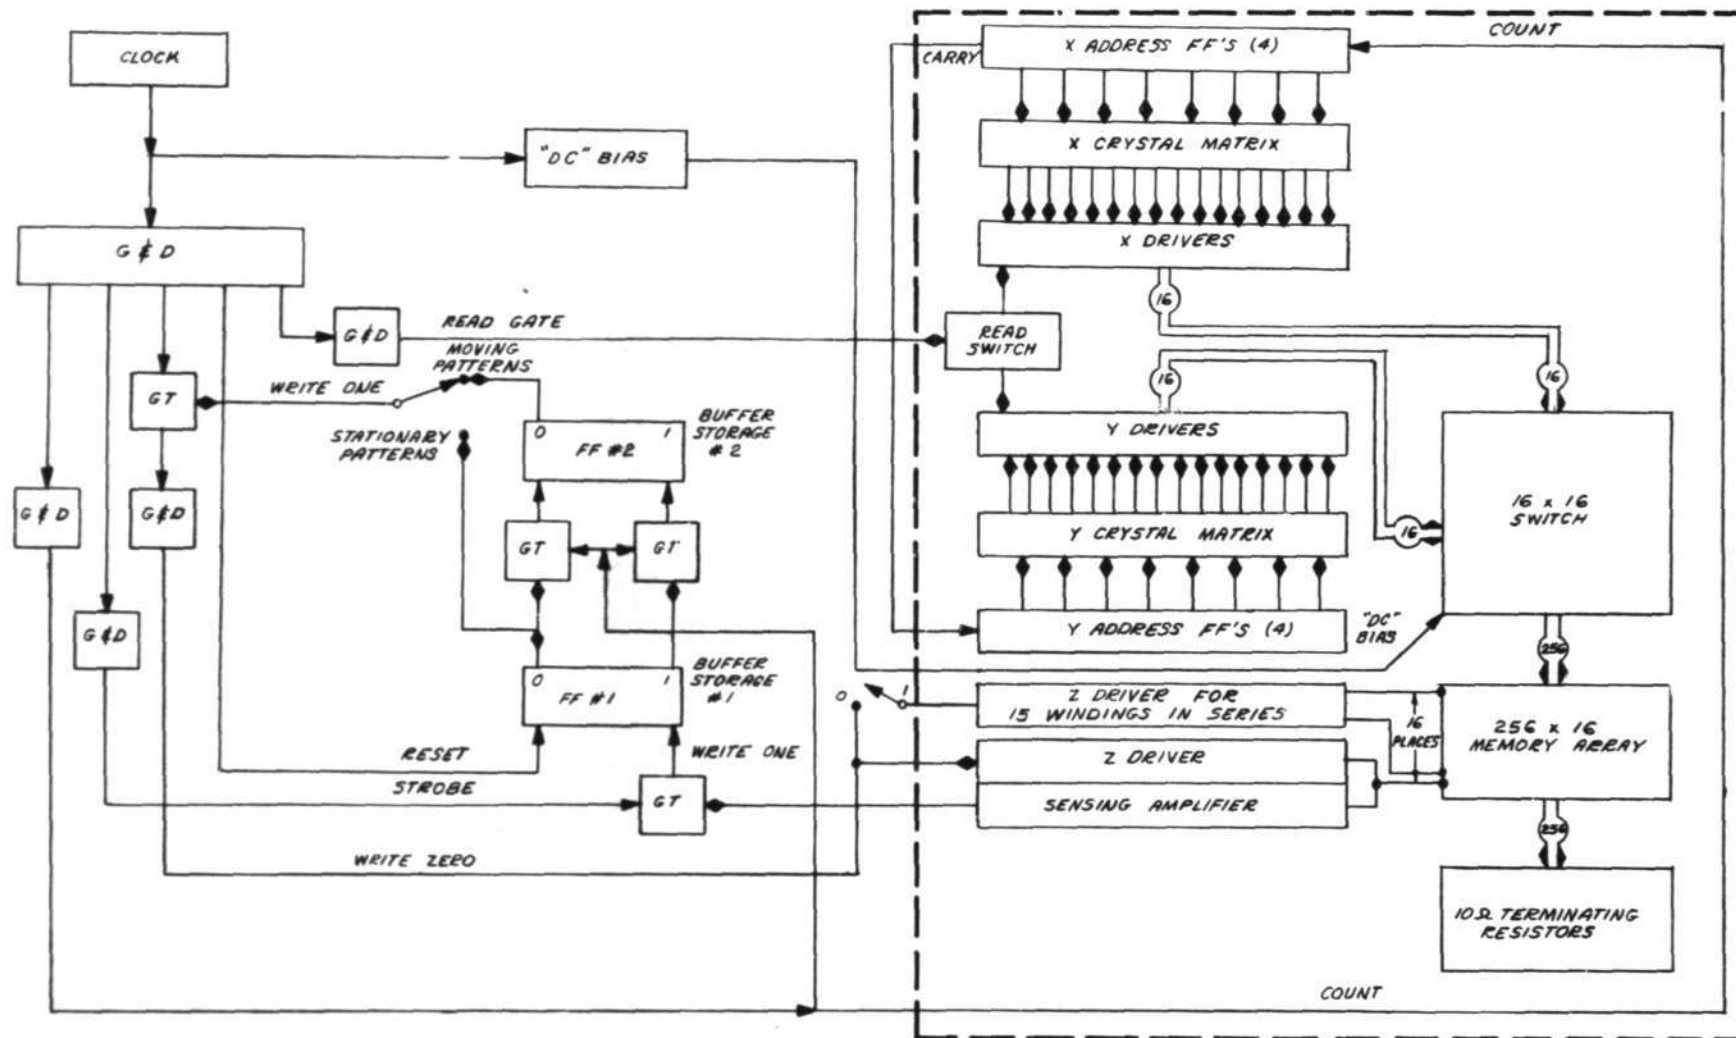 CLOCK
"DC" BIAS
G & D
G & D
READ GATE
MOVING
PATTERNS
WRITE ONE
GT
STATIONARY
PATTERNS
0 1
FF #2
BUFFER
STORAGE
#2
G & D
G & D
GT
GT
G & D
0 1
FF #1
BUFFER
STORAGE
#1
RESET
WRITE ONE
STROBE
GT
WRITE ZERO
COUNT
CARRY
X ADDRESS FF'S (4)
X CRYSTAL MATRIX
X DRIVERS
16
READ
SWITCH
16
16
Y DRIVERS
16 x 16
SWITCH
16
Y CRYSTAL MATRIX
Y ADDRESS FF'S (4)
"DC"
BIAS
256
0 1
Z DRIVER FOR
15 WINDINGS IN SERIES
16
PLACES
256 x 16
MEMORY ARRAY
Z DRIVER
SENSING AMPLIFIER
256
10Ω TERMINATING
RESISTORS
COUNT